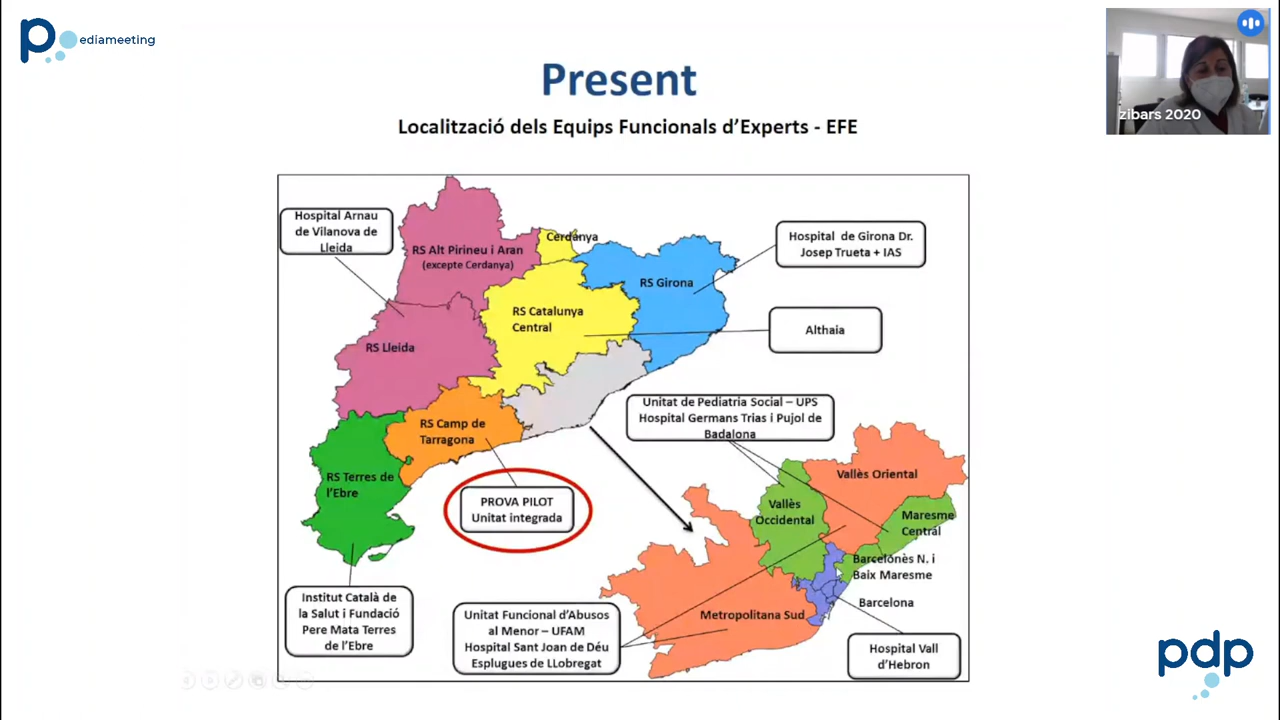 ediameeting
zibars 2020
Present
Localització dels Equips Funcionals d'Experts - EFE
Hospital Arnau
de Vilanova de
Lleida
RS Alt Pirineu i Aran
(excepte Cerdanya)
Cerdanya
Hospital de Girona Dr.
Josep Trueta + IAS
RS Girona
RS Catalunya
Central
Althaia
RS Lleida
Unitat de Pediatria Social – UPS
Hospital Germans Trias i Pujol de
Badalona
RS Camp de
Tarragona
RS Terres de
l'Ebre
PROVA PILOT
Unitat integrada
Vallès Oriental
Vallès
Occidental
Maresme
Central
Barcelonès N. i
Baix Maresme
Barcelona
Metropolitana Sud
Institut Català de
la Salut i Fundació
Pere Mata Terres
de l'Ebre
Unitat Funcional d'Abusos
al Menor – UFAM
Hospital Sant Joan de Déu
Esplugues de LLobregat
Hospital Vall
d'Hebron
pdp